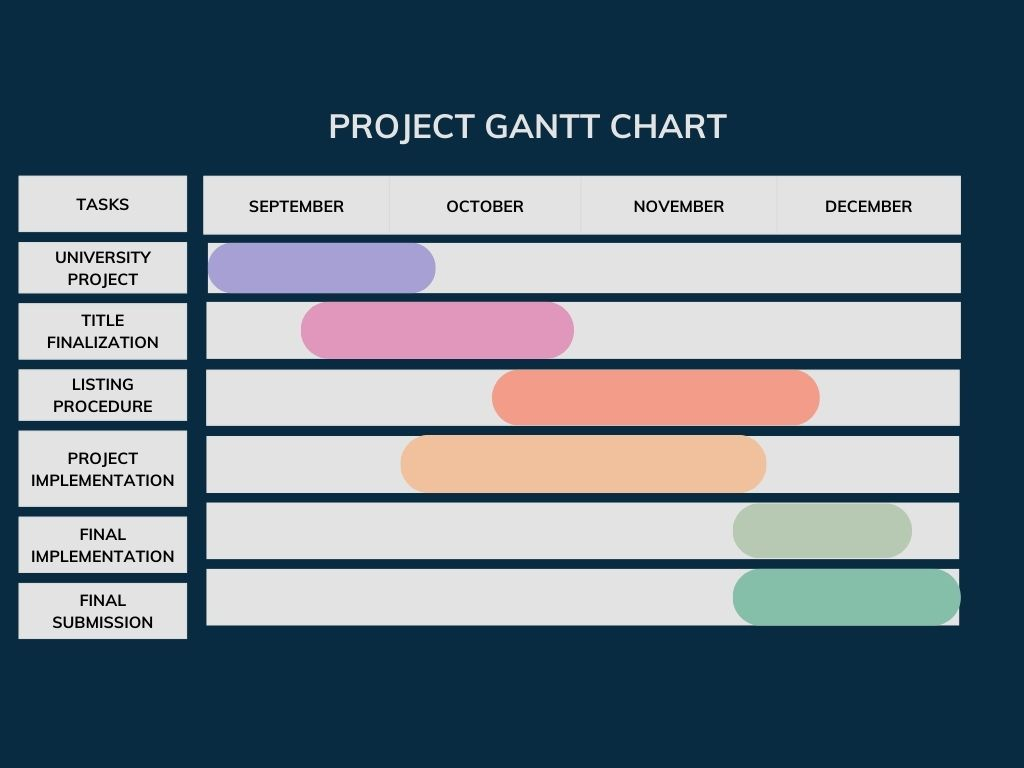 PROJECT GANTT CHART
TASKS
SEPTEMBER
OCTOBER
NOVEMBER
DECEMBER
UNIVERSITY
PROJECT
TITLE
FINALIZATION
LISTING
PROCEDURE
PROJECT
IMPLEMENTATION
FINAL
IMPLEMENTATION
FINAL
SUBMISSION